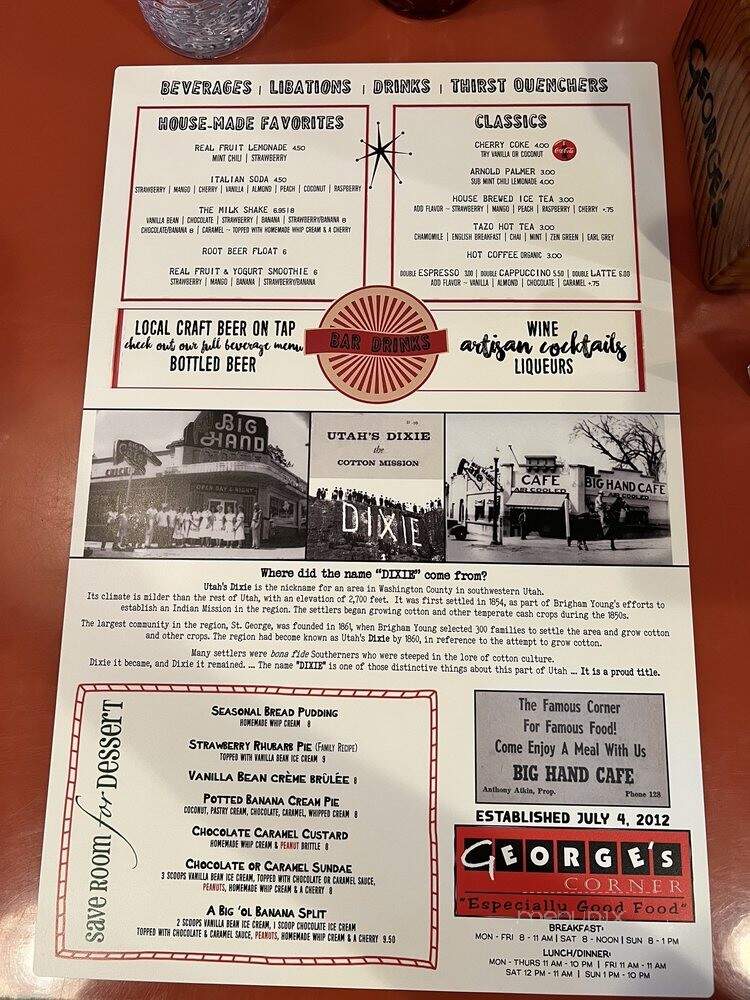 BEVERAGES | LIBATIONS | DRINKS | THIRST QUENCHERS
HOUSE-MADE FAVORITES
REAL FRUIT LEMONADE 4.50
MINT CHILI | STRAWBERRY
ITALIAN SODA 4.50
STRAWBERRY | MANGO | CHERRY | VANILLA | ALMOND | PEACH | COCONUT | RASPBERRY
THE MILK SHAKE 6.95|8
VANILLA BEAN | CHOCOLATE | STRAWBERRY | BANANA | STRAWBERRY/BANANA 8
CHOCOLATE/BANANA 8 | CARAMEL ~ TOPPED WITH HOMEMADE WHIP CREAM & A CHERRY
ROOT BEER FLOAT 6
REAL FRUIT & YOGURT SMOOTHIE 6
STRAWBERRY | MANGO | BANANA | STRAWBERRY/BANANA
CLASSICS
CHERRY COKE 4.00
TRY VANILLA OR COCONUT
Coca-Cola
ARNOLD PALMER 3.00
SUB MINT CHILI LEMONADE 4.00
HOUSE BREWED ICE TEA 3.00
ADD FLAVOR ~ STRAWBERRY | MANGO | PEACH | RASPBERRY | CHERRY +.75
TAZO HOT TEA 3.00
CHAMOMILE | ENGLISH BREAKFAST | CHAI | MINT | ZEN GREEN | EARL GREY
HOT COFFEE ORGANIC 3.00
DOUBLE ESPRESSO 3.00 | DOUBLE CAPPUCCINO 5.50 | DOUBLE LATTE 6.00
ADD FLAVOR ~ VANILLA | ALMOND | CHOCOLATE | CARAMEL +.75
LOCAL CRAFT BEER ON TAP
check out our full beverage menu
BOTTLED BEER
BAR DRINKS
WINE
artisan cocktails
LIQUEURS
BIG HAND
OPEN DAY & NIGHT
UTAH'S DIXIE
the
COTTON MISSION
DIXIE
CAFE
AIR COOLED
BIG HAND CAFE
AIR COOLED
Where did the name "DIXIE" come from?
Utah's Dixie is the nickname for an area in Washington County in southwestern Utah.
Its climate is milder than the rest of Utah, with an elevation of 2,700 feet. It was first settled in 1854, as part of Brigham Young's efforts to
establish an Indian Mission in the region. The settlers began growing cotton and other temperate cash crops during the 1850s.
The largest community in the region, St. George, was founded in 1861, when Brigham Young selected 300 families to settle the area and grow cotton
and other crops. The region had become known as Utah's Dixie by 1860, in reference to the attempt to grow cotton.
Many settlers were bona fide Southerners who were steeped in the lore of cotton culture.
Dixie it became, and Dixie it remained. ... The name "DIXIE" is one of those distinctive things about this part of Utah ... It is a proud title.
Save Room for Dessert
SEASONAL BREAD PUDDING
HOMEMADE WHIP CREAM 8
STRAWBERRY RHUBARB PIE (FAMILY RECIPE)
TOPPED WITH VANILLA BEAN ICE CREAM 9
VANILLA BEAN CRÈME BRÛLÉE 8
POTTED BANANA CREAM PIE
COCONUT, PASTRY CREAM, CHOCOLATE, CARAMEL, WHIPPED CREAM 8
CHOCOLATE CARAMEL CUSTARD
HOMEMADE WHIP CREAM & PEANUT BRITTLE 8
CHOCOLATE OR CARAMEL SUNDAE
3 SCOOPS VANILLA BEAN ICE CREAM, TOPPED WITH CHOCOLATE OR CARAMEL SAUCE,
PEANUTS, HOMEMADE WHIP CREAM & A CHERRY 8
A BIG 'OL BANANA SPLIT
2 SCOOPS VANILLA BEAN ICE CREAM, 1 SCOOP CHOCOLATE ICE CREAM
TOPPED WITH CHOCOLATE & CARAMEL SAUCE, PEANUTS, HOMEMADE WHIP CREAM & A CHERRY 9.50
The Famous Corner
For Famous Food!
Come Enjoy A Meal With Us
BIG HAND CAFE
Anthony Atkin, Prop. Phone 128
ESTABLISHED JULY 4, 2012
GEORGE'S
CORNER
"Especially Good Food"
menupix
BREAKFAST:
MON - FRI 8 - 11 AM | SAT 8 - NOON | SUN 8 - 1 PM
LUNCH/DINNER:
MON - THURS 11 AM - 10 PM | FRI 11 AM - 11 AM
SAT 12 PM - 11 AM | SUN 1 PM - 10 PM
GEORGE'S